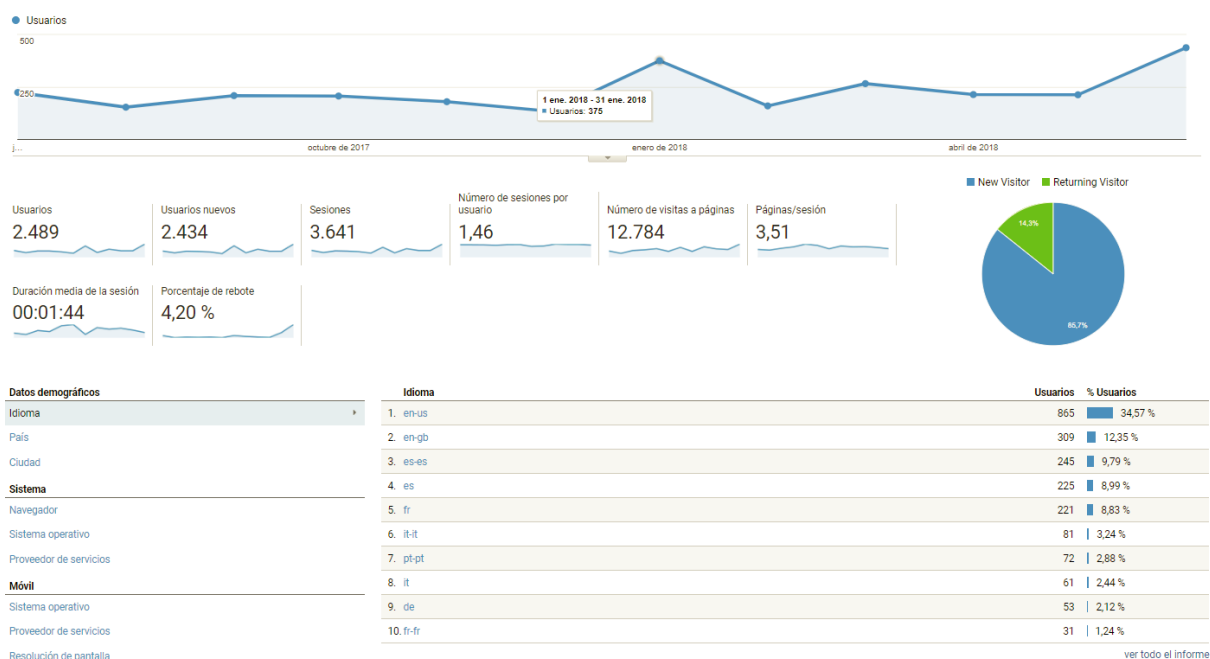 Usuarios
500
250
1 ene. 2018 - 31 ene. 2018
Usuarios: 375
j...
octubre de 2017
enero de 2018
abril de 2018
New Visitor
Returning Visitor
Usuarios
2.489
Usuarios nuevos
2.434
Sesiones
3.641
Número de sesiones por
usuario
1,46
Número de visitas a páginas
12.784
Páginas/sesión
3,51
14,3%
85,7%
Duración media de la sesión
00:01:44
Porcentaje de rebote
4,20 %
Datos demográficos
Idioma
País
Ciudad
Sistema
Navegador
Sistema operativo
Proveedor de servicios
Móvil
Sistema operativo
Proveedor de servicios
Resolución de pantalla
Idioma Usuarios % Usuarios
1. en-us 865 34,57 %
2. en-gb 309 12,35 %
3. es-es 245 9,79 %
4. es 225 8,99 %
5. fr 221 8,83 %
6. it-it 81 3,24 %
7. pt-pt 72 2,88 %
8. it 61 2,44 %
9. de 53 2,12 %
10. fr-fr 31 1,24 %
ver todo el informe